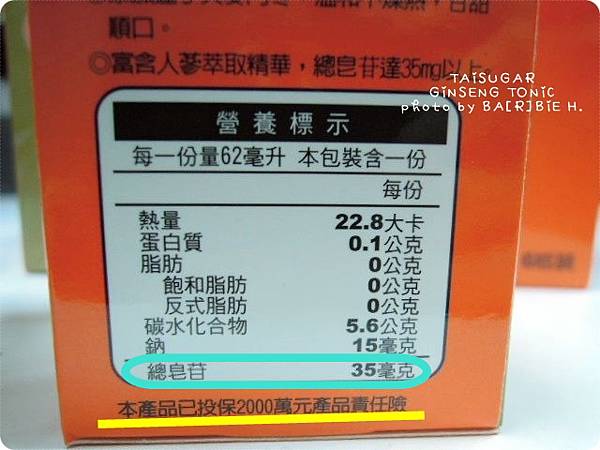 順口。
◎富含人蔘萃取精華，總皂苷達35mg以上。
TAISUGAR
GINSENG TONIC
photo by BA[R]BIE H.
營養標示
每一份量62毫升 本包裝含一份
每份
熱量 22.8大卡
蛋白質 0.1公克
脂肪 0公克
飽和脂肪 0公克
反式脂肪 0公克
碳水化合物 5.6公克
鈉 15毫克
總皂苷 35毫克
本產品已投保2000萬元產品責任險